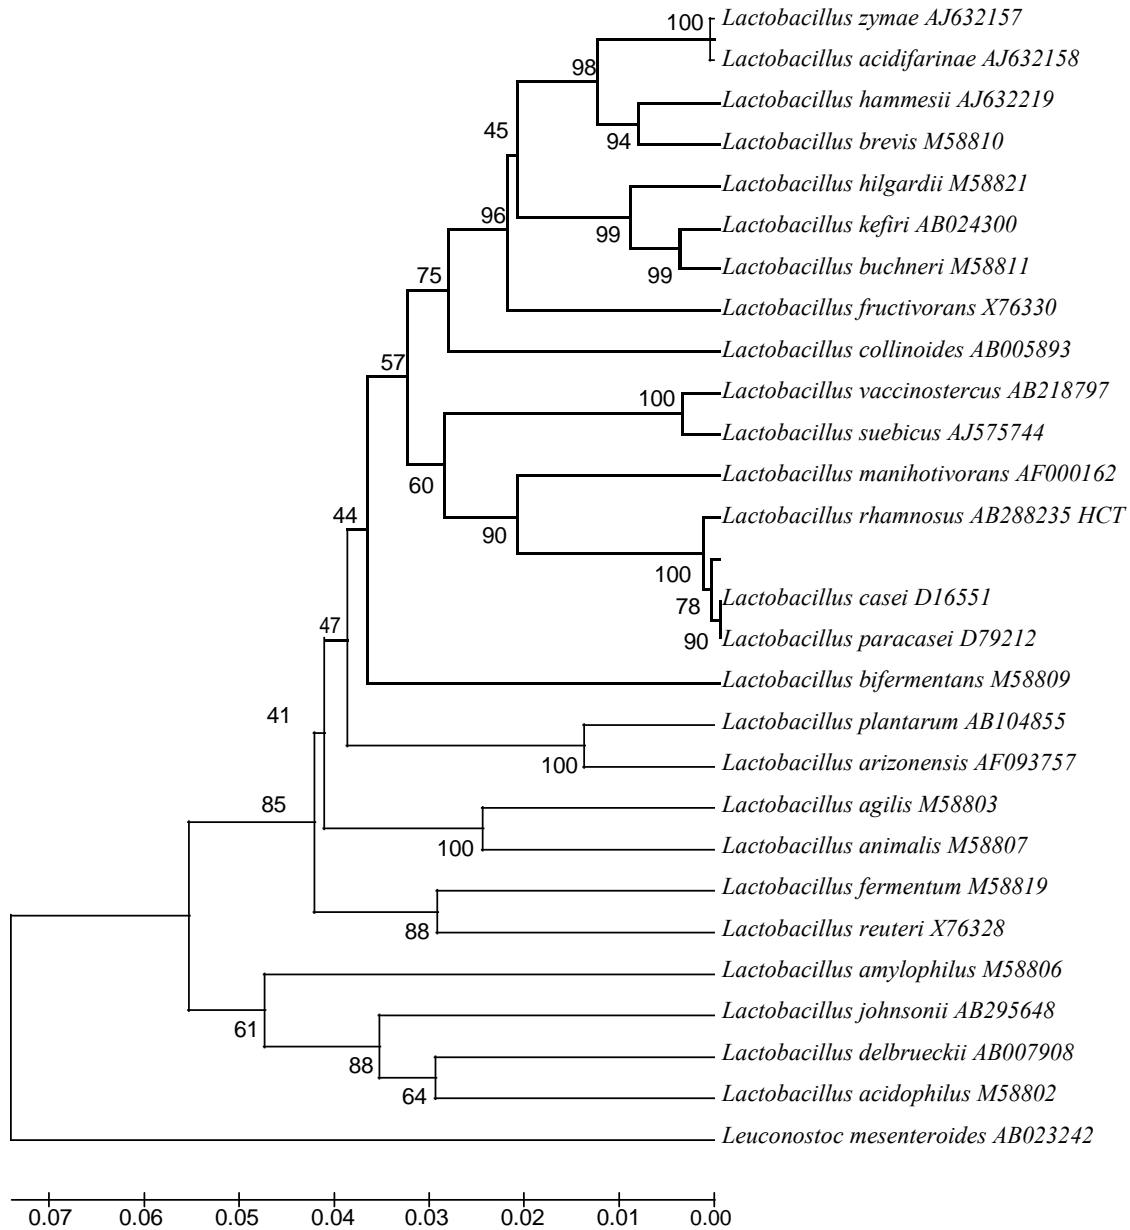 100
Lactobacillus zymae AJ632157
Lactobacillus acidifarinae AJ632158
98
Lactobacillus hammesii AJ632219
45
94
Lactobacillus brevis M58810
Lactobacillus hilgardii M58821
96
Lactobacillus kefiri AB024300
99
Lactobacillus buchneri M58811
99
75
Lactobacillus fructivorans X76330
Lactobacillus collinoides AB005893
57
Lactobacillus vaccinostercus AB218797
100
Lactobacillus suebicus AJ575744
Lactobacillus manihotivorans AF000162
60
Lactobacillus rhamnosus AB288235 HCT
44
90
100
Lactobacillus casei D16551
78
47
Lactobacillus paracasei D79212
90
Lactobacillus bifermentans M58809
41
Lactobacillus plantarum AB104855
Lactobacillus arizonensis AF093757
100
85
Lactobacillus agilis M58803
Lactobacillus animalis M58807
100
Lactobacillus fermentum M58819
Lactobacillus reuteri X76328
88
Lactobacillus amylophilus M58806
Lactobacillus johnsonii AB295648
61
Lactobacillus delbrueckii AB007908
88
Lactobacillus acidophilus M58802
64
Leuconostoc mesenteroides AB023242
0.07 0.06 0.05 0.04 0.03 0.02 0.01 0.00